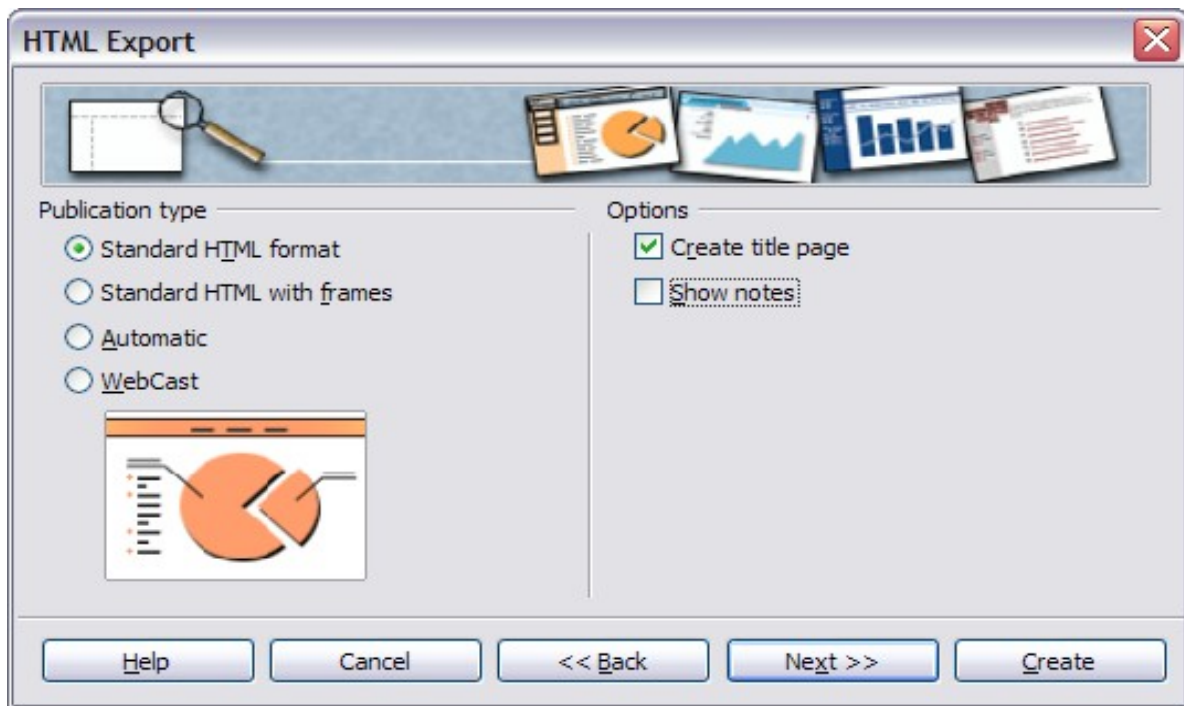 HTML Export
Publication type
Standard HTML format
Standard HTML with frames
Automatic
WebCast
Options
Create title page
Show notes
Help
Cancel
<< Back
Next >>
Create